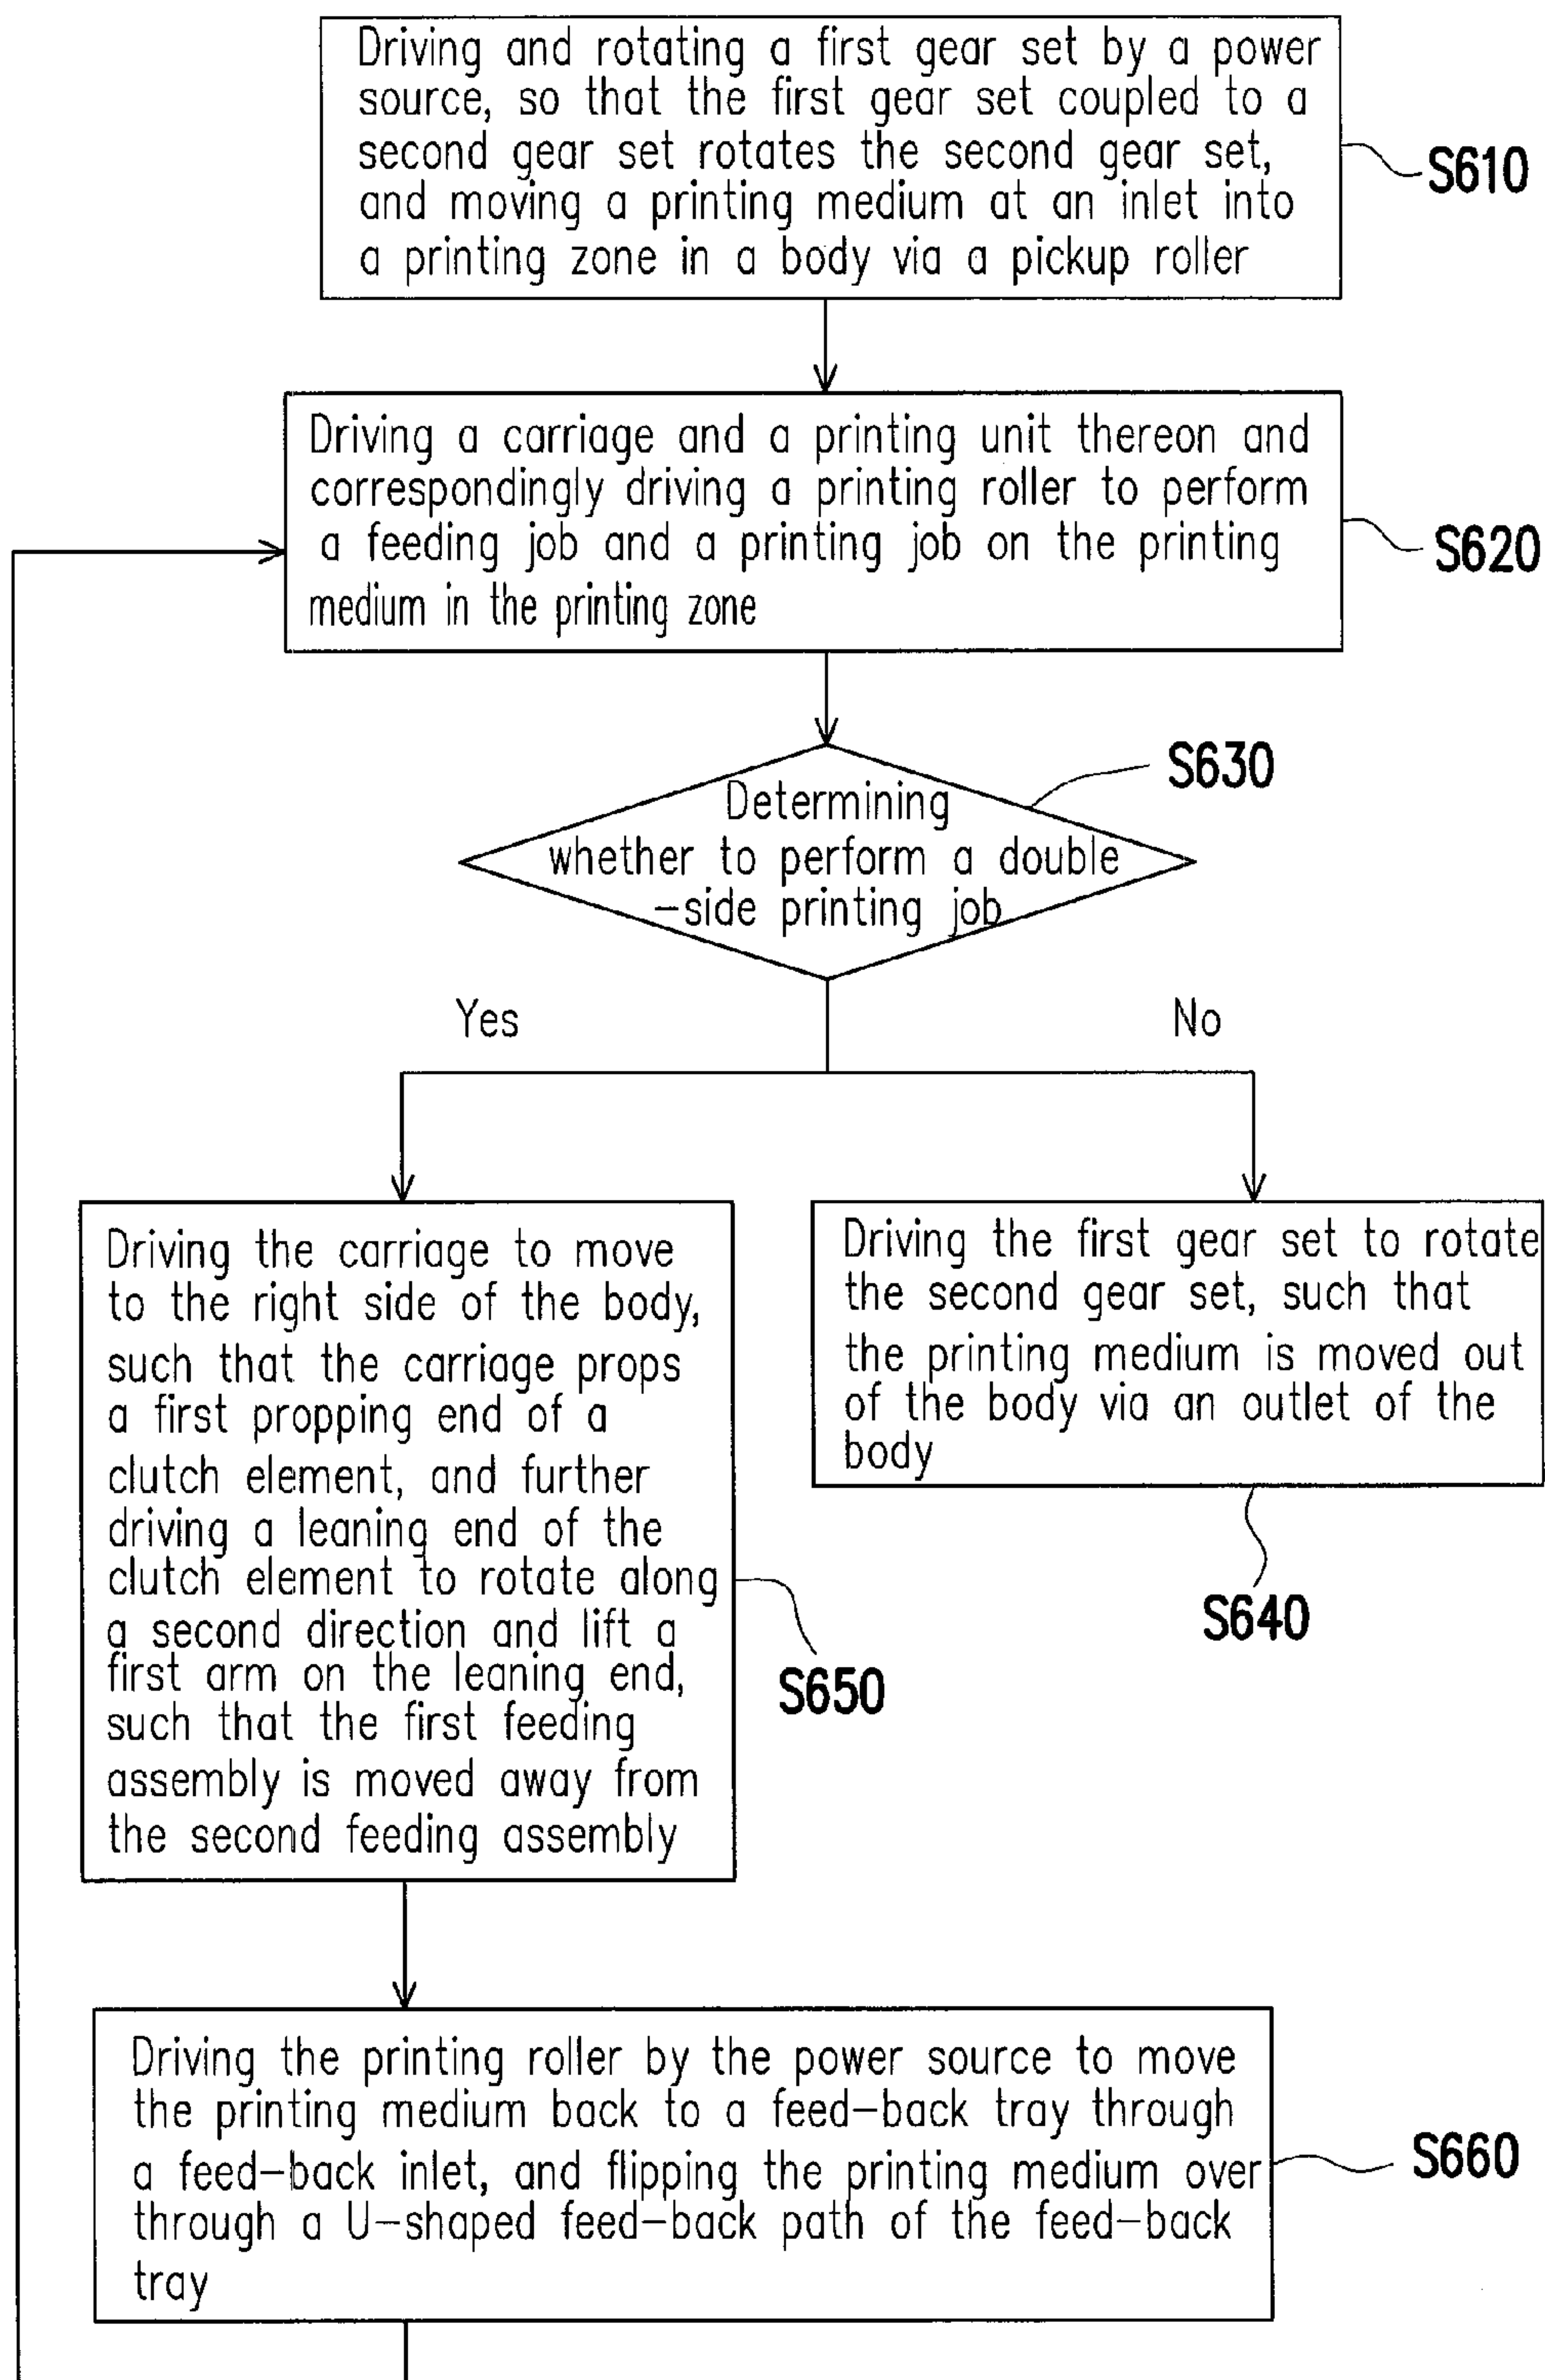 Driving and rotating a first gear set by a power
source, so that the first gear set coupled to a
second gear set rotates the second gear set,
and moving a printing medium at an inlet into
a printing zone in a body via a pickup roller
S610
Driving a carriage and a printing unit thereon and
correspondingly driving a printing roller to perform
a feeding job and a printing job on the printing
medium in the printing zone
S620
S630
Determining
whether to perform a double
-side printing job
Yes
No
Driving the carriage to move
to the right side of the body,
such that the carriage props
a first propping end of a
clutch element, and further
driving a leaning end of the
clutch element to rotate along
a second direction and lift a
first arm on the leaning end,
such that the first feeding
assembly is moved away from
the second feeding assembly
S650
Driving the first gear set to rotate
the second gear set, such that
the printing medium is moved out
of the body via an outlet of the
body
S640
Driving the printing roller by the power source to move
the printing medium back to a feed-back tray through
a feed-back inlet, and flipping the printing medium over
through a U-shaped feed-back path of the feed-back
tray
S660